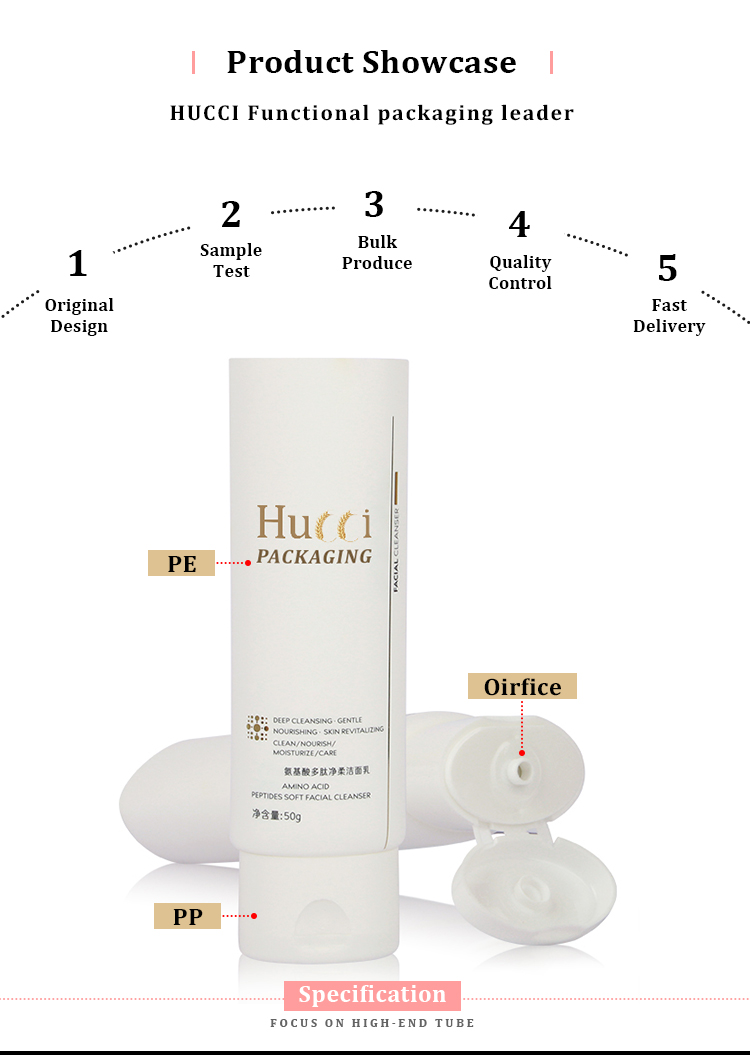 Product Showcase
HUCCI Functional packaging leader
1
Original
Design
2
Sample
Test
3
Bulk
Produce
4
Quality
Control
5
Fast
Delivery
Hucci
PACKAGING
FACIAL CLEANSER
PE
Oirfice
DEEP CLEANSING · GENTLE
NOURISHING · SKIN REVITALIZING
CLEAN/NOURISH/
MOISTURIZE/CARE
氨基酸多肽净柔洁面乳
AMINO ACID
PEPTIDES SOFT FACIAL CLEANSER
净含量:50g
PP
Specification
FOCUS ON HIGH-END TUBE